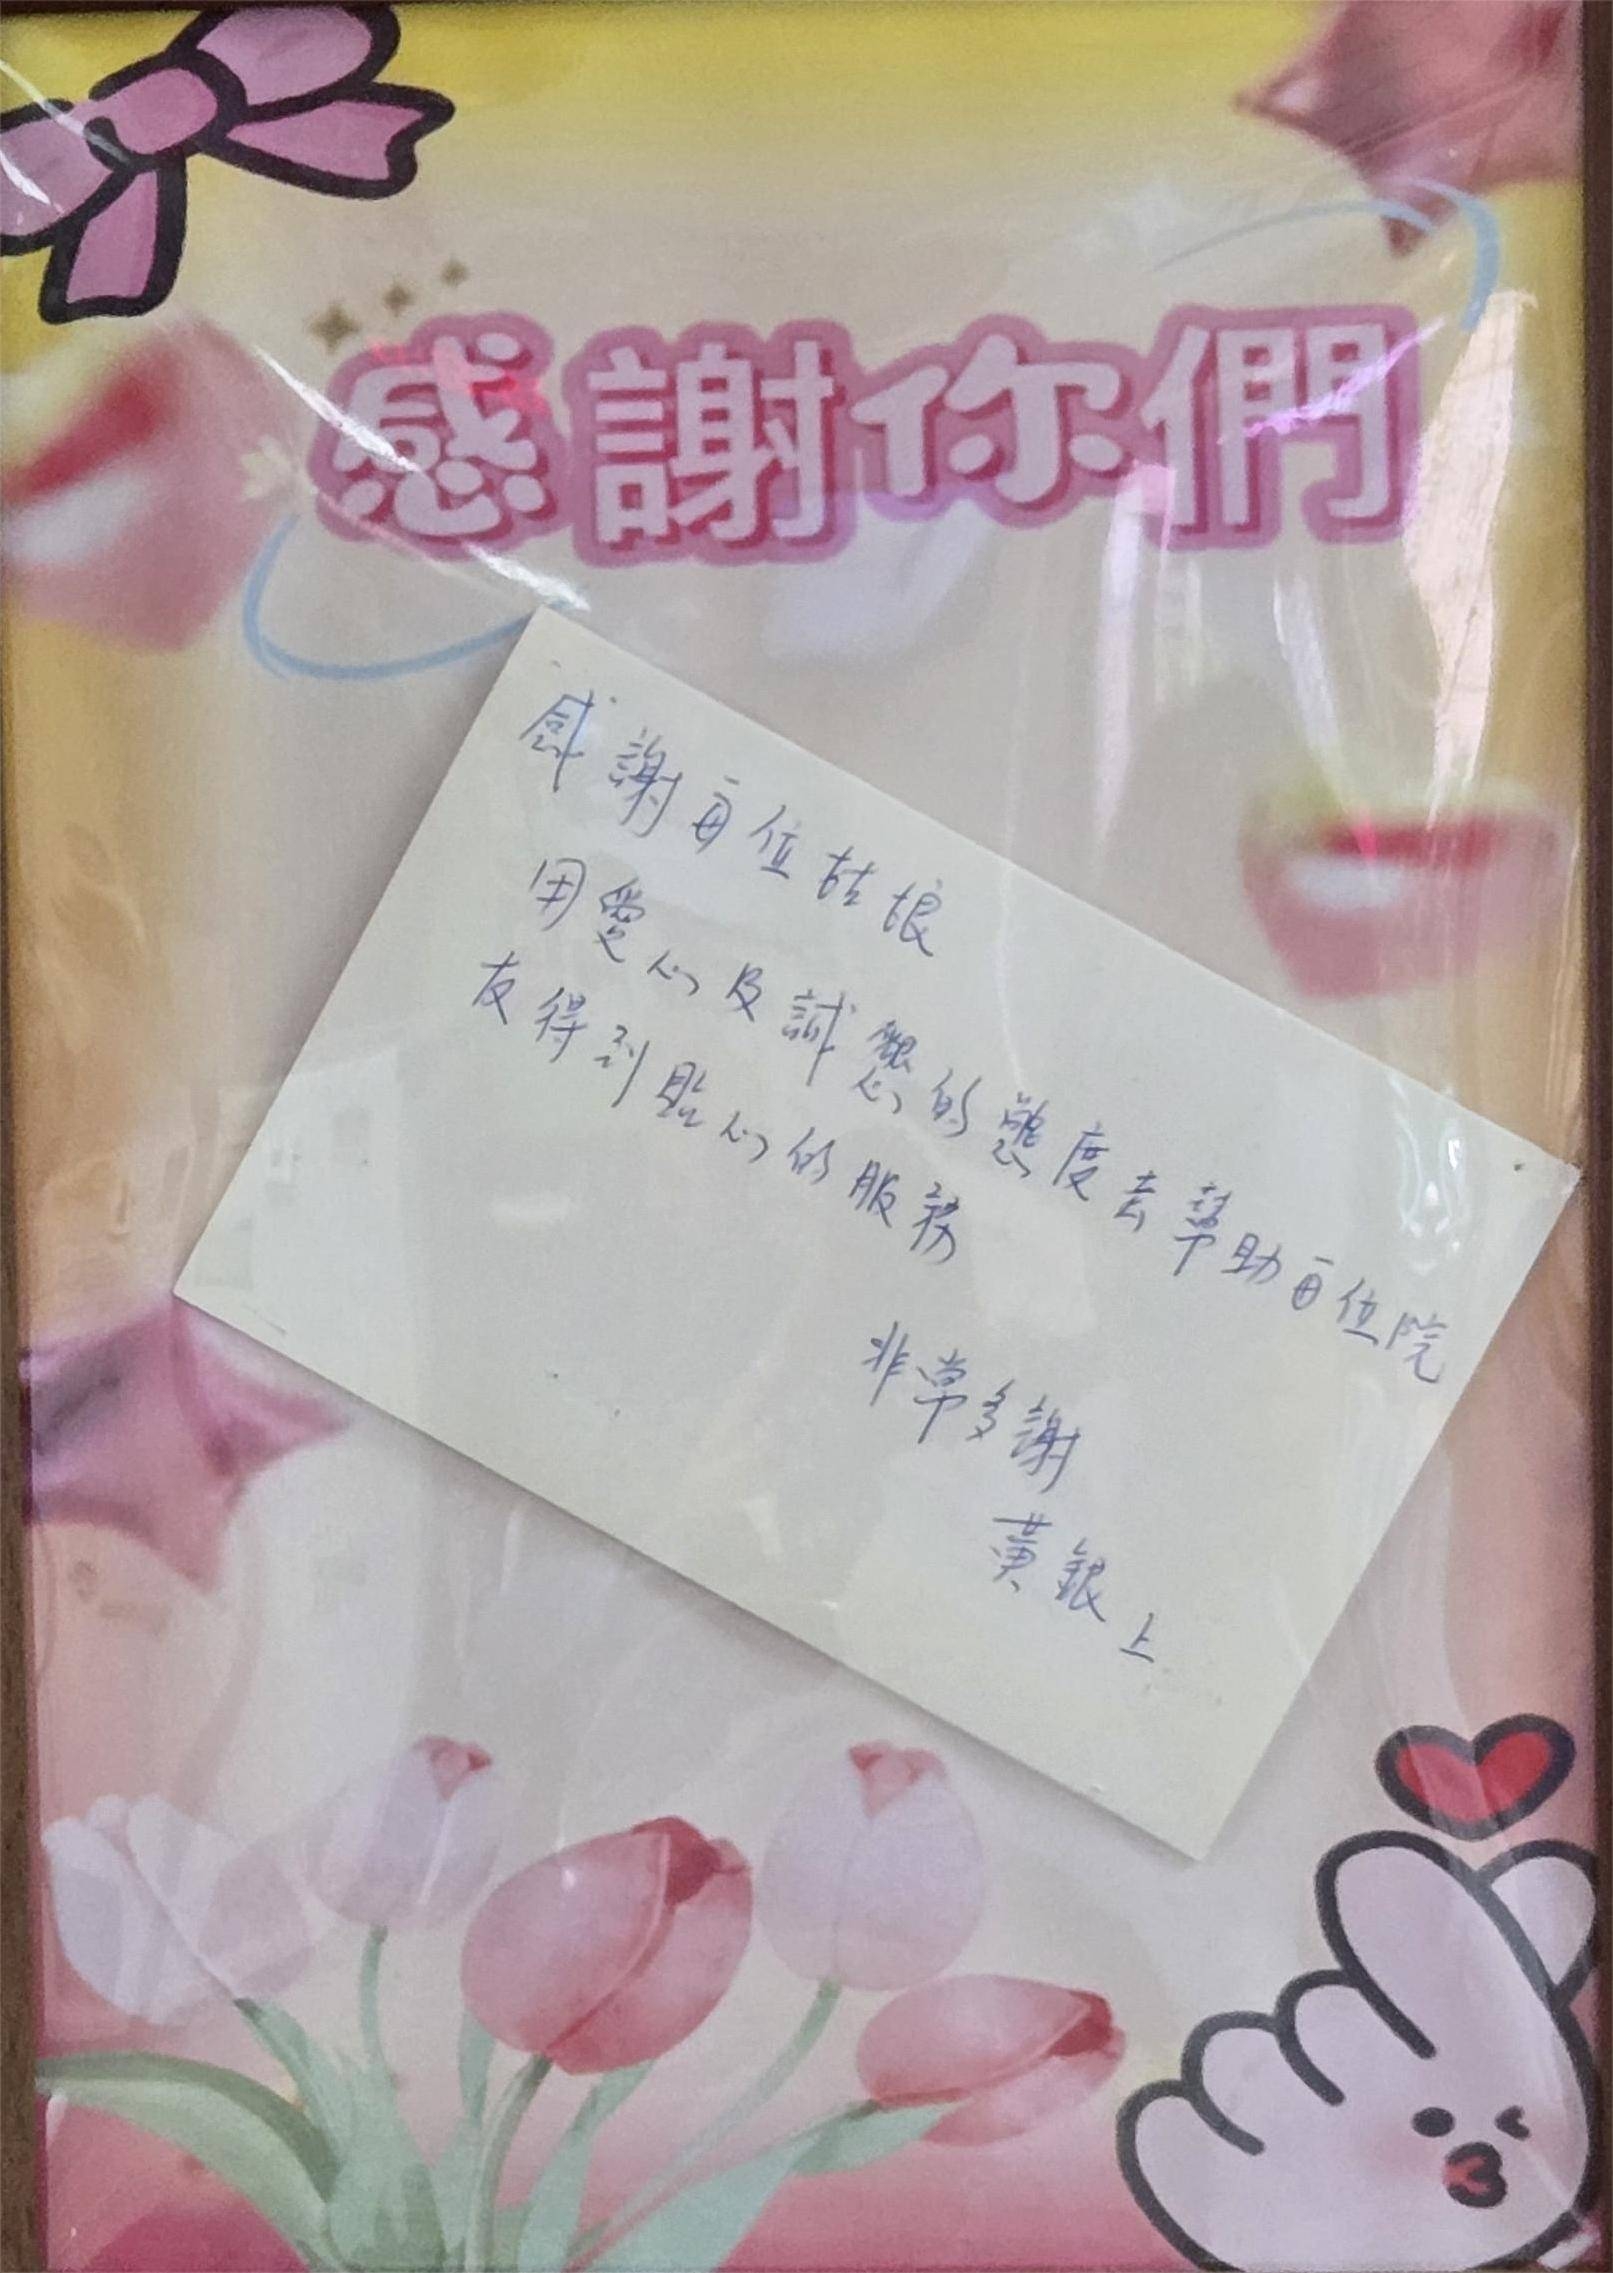 感謝你們
感謝每位姑娘
用愛心及誠懇的態度去幫助每位院
友得到貼心的服務
非常多謝
黃銀上